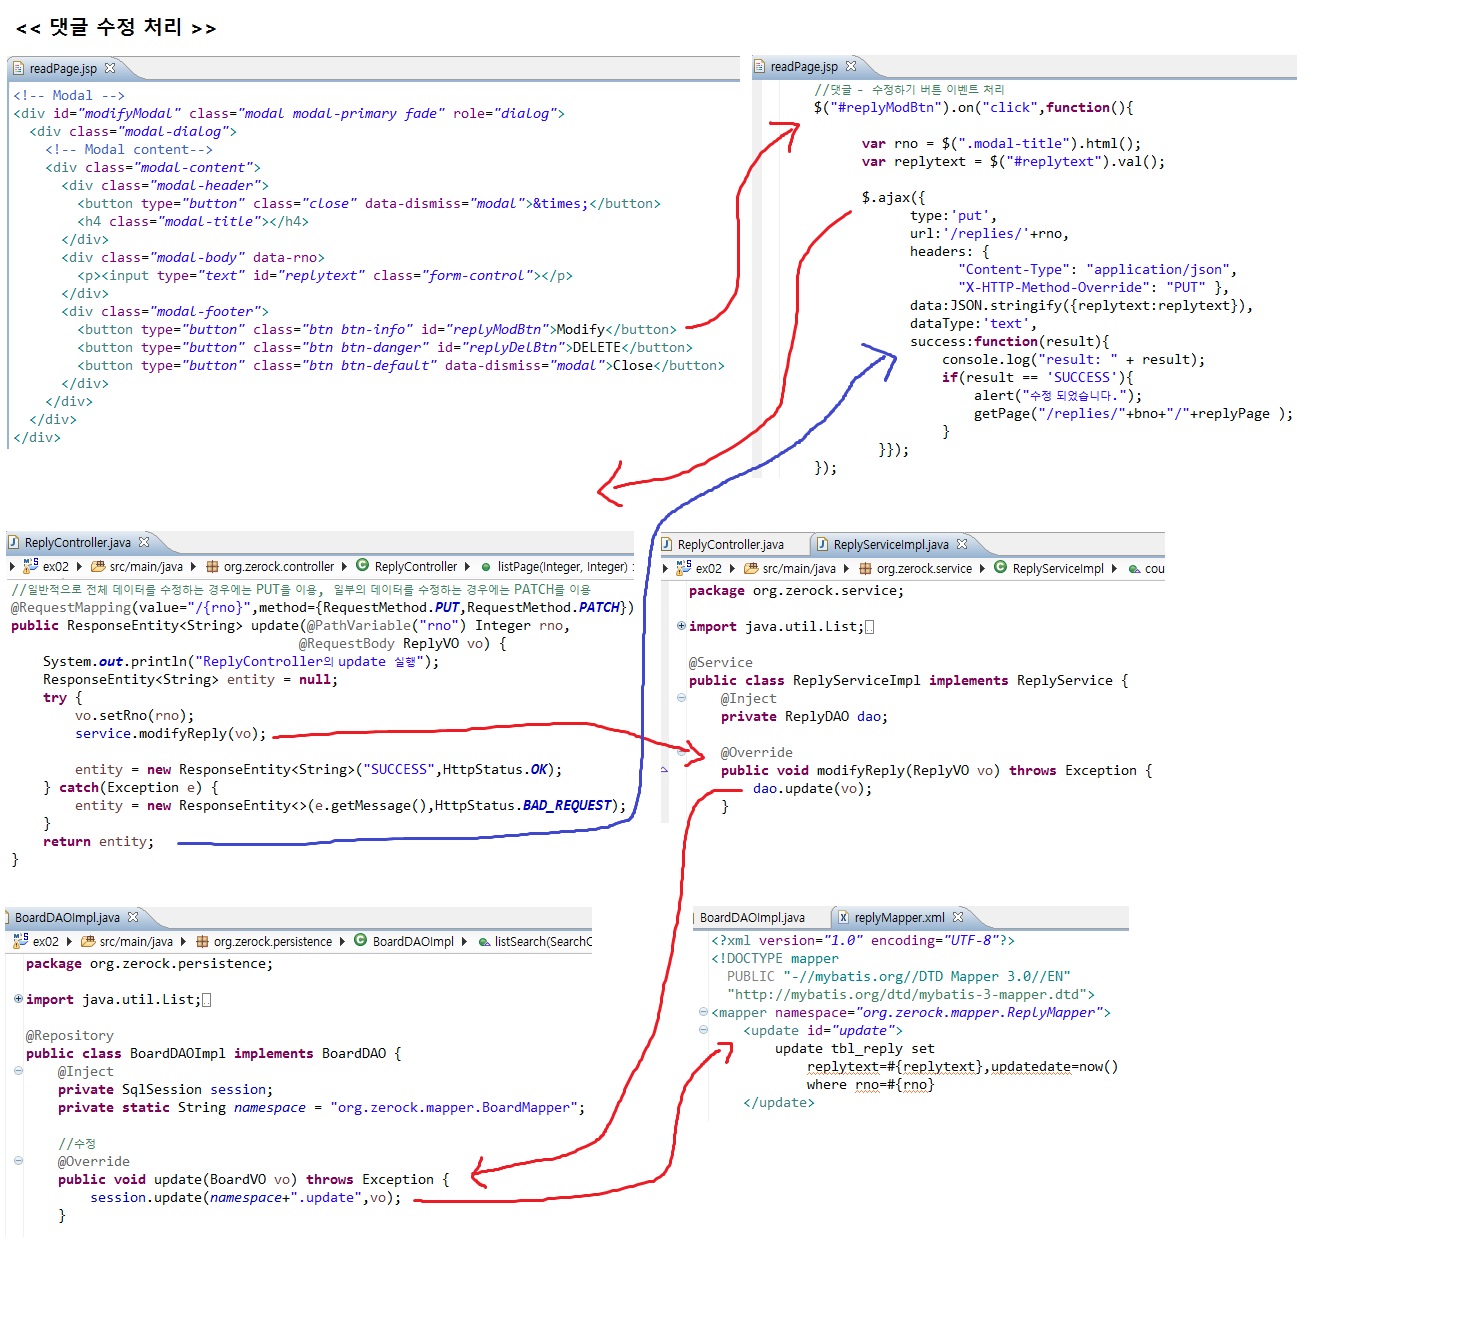 << 댓글 수정 처리 >>
readPage.jsp
<!-- Modal -->
<div id="modifyModal" class="modal modal-primary fade" role="dialog">
<div class="modal-dialog">
<!-- Modal content-->
<div class="modal-content">
<div class="modal-header">
<button type="button" class="close" data-dismiss="modal">&times;</button>
<h4 class="modal-title"></h4>
</div>
<div class="modal-body" data-rno>
<p><input type="text" id="replytext" class="form-control"></p>
</div>
<div class="modal-footer">
<button type="button" class="btn btn-info" id="replyModBtn">Modify</button>
<button type="button" class="btn btn-danger" id="replyDelBtn">DELETE</button>
<button type="button" class="btn btn-default" data-dismiss="modal">Close</button>
</div>
</div>
</div>
</div>
readPage.jsp
//댓글 - 수정하기 버튼 이벤트 처리
$("#replyModBtn").on("click",function(){
var rno = $(".modal-title").html();
var replytext = $("#replytext").val();
$.ajax({
type:'put',
url:'/replies/'+rno,
headers: {
"Content-Type": "application/json",
"X-HTTP-Method-Override": "PUT" },
data:JSON.stringify({replytext:replytext}),
dataType:'text',
success:function(result){
console.log("result: " + result);
if(result == 'SUCCESS'){
alert("수정 되었습니다.");
getPage("/replies/"+bno+"/"+replyPage );
}
}});
});
ReplyController.java
ex02 src/main/java org.zerock.controller ReplyController listPage(Integer, Integer) :
//일반적으로 전체 데이터를 수정하는 경우에는 PUT을 이용, 일부의 데이터를 수정하는 경우에는 PATCH를 이용
@RequestMapping(value="/{rno}",method={RequestMethod.PUT,RequestMethod.PATCH})
public ResponseEntity<String> update(@PathVariable("rno") Integer rno,
@RequestBody ReplyVO vo) {
System.out.println("ReplyController의 update 실행");
ResponseEntity<String> entity = null;
try {
vo.setRno(rno);
service.modifyReply(vo);
entity = new ResponseEntity<String>("SUCCESS",HttpStatus.OK);
} catch(Exception e) {
entity = new ResponseEntity<>(e.getMessage(),HttpStatus.BAD_REQUEST);
}
return entity;
}
ReplyController.java ReplyServiceImpl.java
ex02 src/main/java org.zerock.service ReplyServiceImpl cou
package org.zerock.service;
import java.util.List;
@Service
public class ReplyServiceImpl implements ReplyService {
@Inject
private ReplyDAO dao;
@Override
public void modifyReply(ReplyVO vo) throws Exception {
dao.update(vo);
}
BoardDAOImpl.java
ex02 src/main/java org.zerock.persistence BoardDAOImpl listSearch(SearchC
package org.zerock.persistence;
import java.util.List;
@Repository
public class BoardDAOImpl implements BoardDAO {
@Inject
private SqlSession session;
private static String namespace = "org.zerock.mapper.BoardMapper";
//수정
@Override
public void update(BoardVO vo) throws Exception {
session.update(namespace+".update",vo);
}
BoardDAOImpl.java replyMapper.xml
<?xml version="1.0" encoding="UTF-8"?>
<!DOCTYPE mapper
PUBLIC "-//mybatis.org//DTD Mapper 3.0//EN"
"http://mybatis.org/dtd/mybatis-3-mapper.dtd">
<mapper namespace="org.zerock.mapper.ReplyMapper">
<update id="update">
update tbl_reply set
replytext=#{replytext},updatedate=now()
where rno=#{rno}
</update>